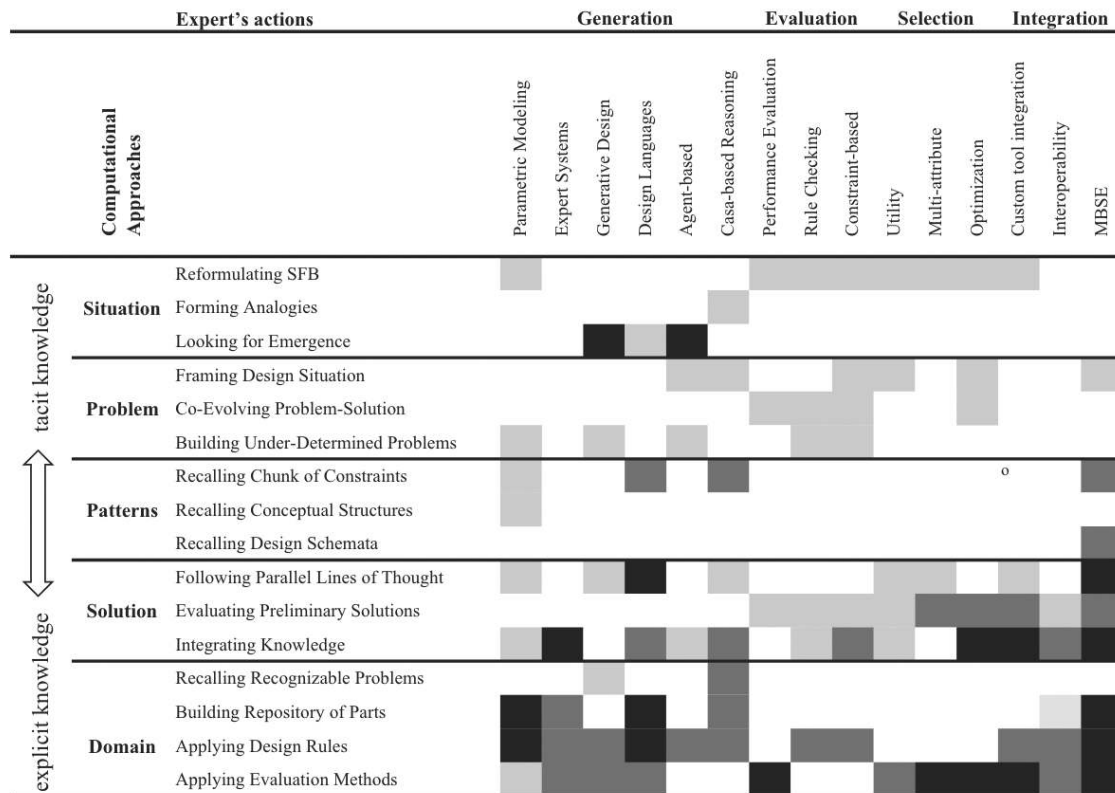 Expert's actions Generation Evaluation Selection Integration
Computational
Approaches
Parametric Modeling
Expert Systems
Generative Design
Design Languages
Agent-based
Casa-based Reasoning
Performance Evaluation
Rule Checking
Constraint-based
Utility
Multi-attribute
Optimization
Custom tool integration
Interoperability
MBSE
tacit knowledge
explicit knowledge
Reformulating SFB
Situation Forming Analogies
Looking for Emergence
Framing Design Situation
Problem Co-Evolving Problem-Solution
Building Under-Determined Problems
Recalling Chunk of Constraints o
Patterns Recalling Conceptual Structures
Recalling Design Schemata
Following Parallel Lines of Thought
Solution Evaluating Preliminary Solutions
Integrating Knowledge
Recalling Recognizable Problems
Building Repository of Parts
Domain Applying Design Rules
Applying Evaluation Methods